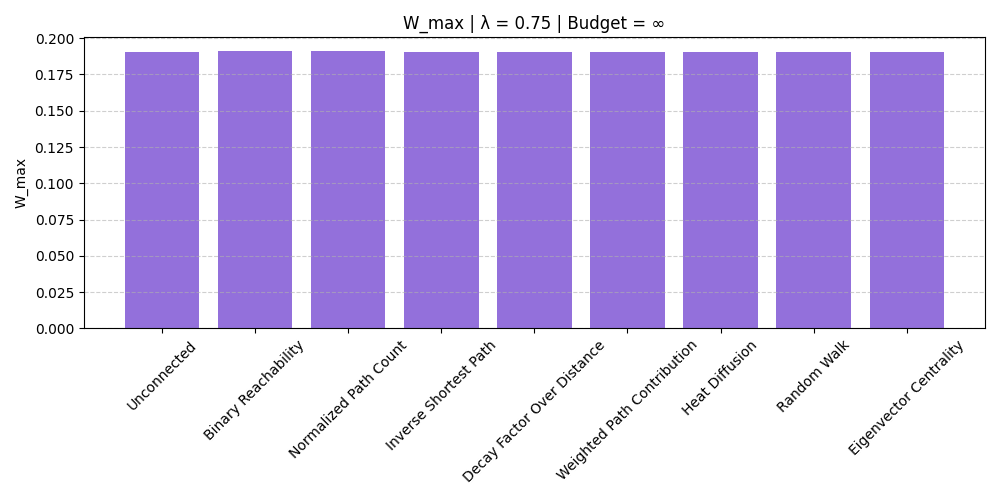 W_max | λ = 0.75 | Budget = ∞
W_max
0.200
0.175
0.150
0.125
0.100
0.075
0.050
0.025
0.000
Unconnected
Binary Reachability
Normalized Path Count
Inverse Shortest Path
Decay Factor Over Distance
Weighted Path Contribution
Heat Diffusion
Random Walk
Eigenvector Centrality